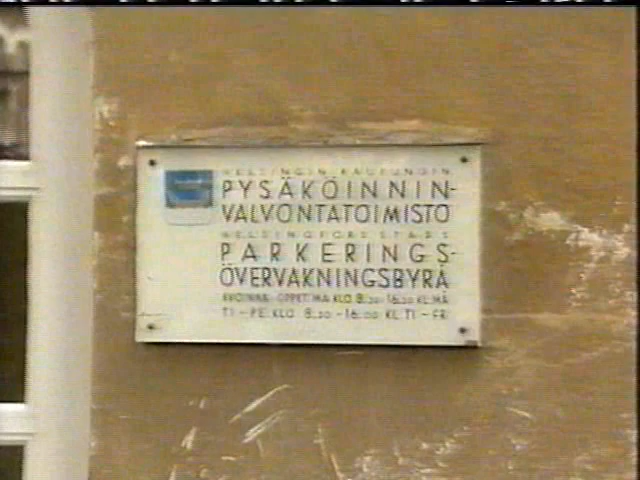 HELSINGIN KAUPUNGIN
PYSÄKÖINNIN-
VALVONTATOIMISTO
HELSINGFORS STADS
PARKERINGS-
ÖVERVAKNINGSBYRÅ
AVOINNA-ÖPPET: MA KLO 8.30-16.30 KL. MÅ
TI-PE KLO 8.30-16.00 KL TI-FR